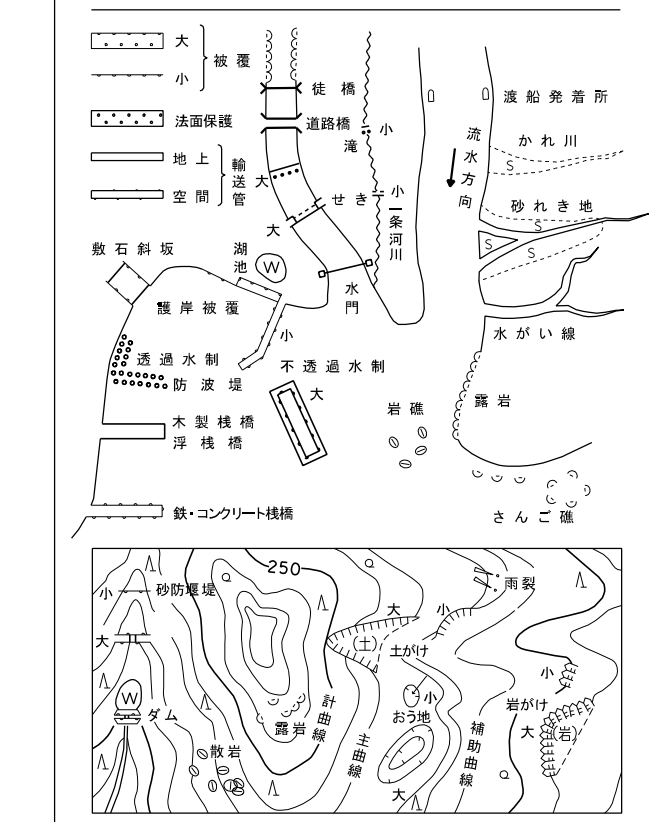 大
小
被覆
法面保護
地上
空間
輸送管
徒橋
道路橋
大
滝
小
せき
小
大
一条河川
水門
渡船発着所
流水方向
かれ川
S
砂れき地
S
S
S
水がい線
敷石斜坂
湖池
W
護岸被覆
小
透過水制
防波堤
不透過水制
大
木製桟橋
浮桟橋
岩礁
露岩
鉄・コンクリート桟橋
さんご礁
250
小
砂防堰堤
大
W
ダム
露岩
散岩
計曲線
主曲線
大
小
土
土がけ
小
おう地
大
補助曲線
雨裂
小
岩がけ
大
岩